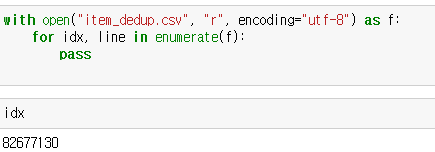 with open("item_dedup.csv", "r", encoding="utf-8") as f:
    for idx, line in enumerate(f):
        pass
idx
82677130